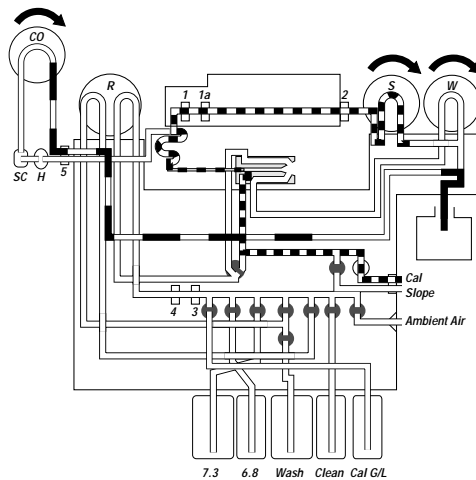 CO
R
1 1a
2
S
W
SC H 5
4 3
Cal
Slope
Ambient Air
7.3 6.8 Wash Clean Cal G/L